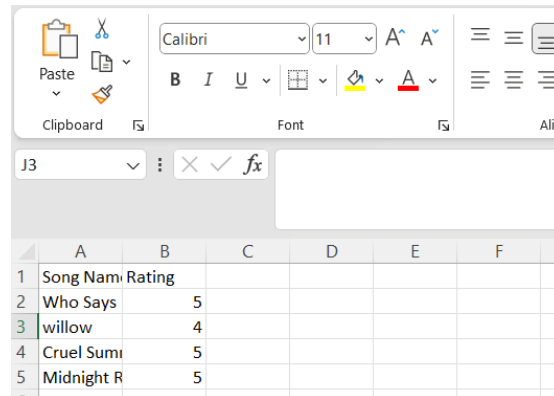 Calibri
11
A A
Paste
B I U
A
Clipboard
Font
Ali
J3
fx
A B C D E F
1 Song Nam Rating
2 Who Says 5
3 willow 4
4 Cruel Sum 5
5 Midnight R 5